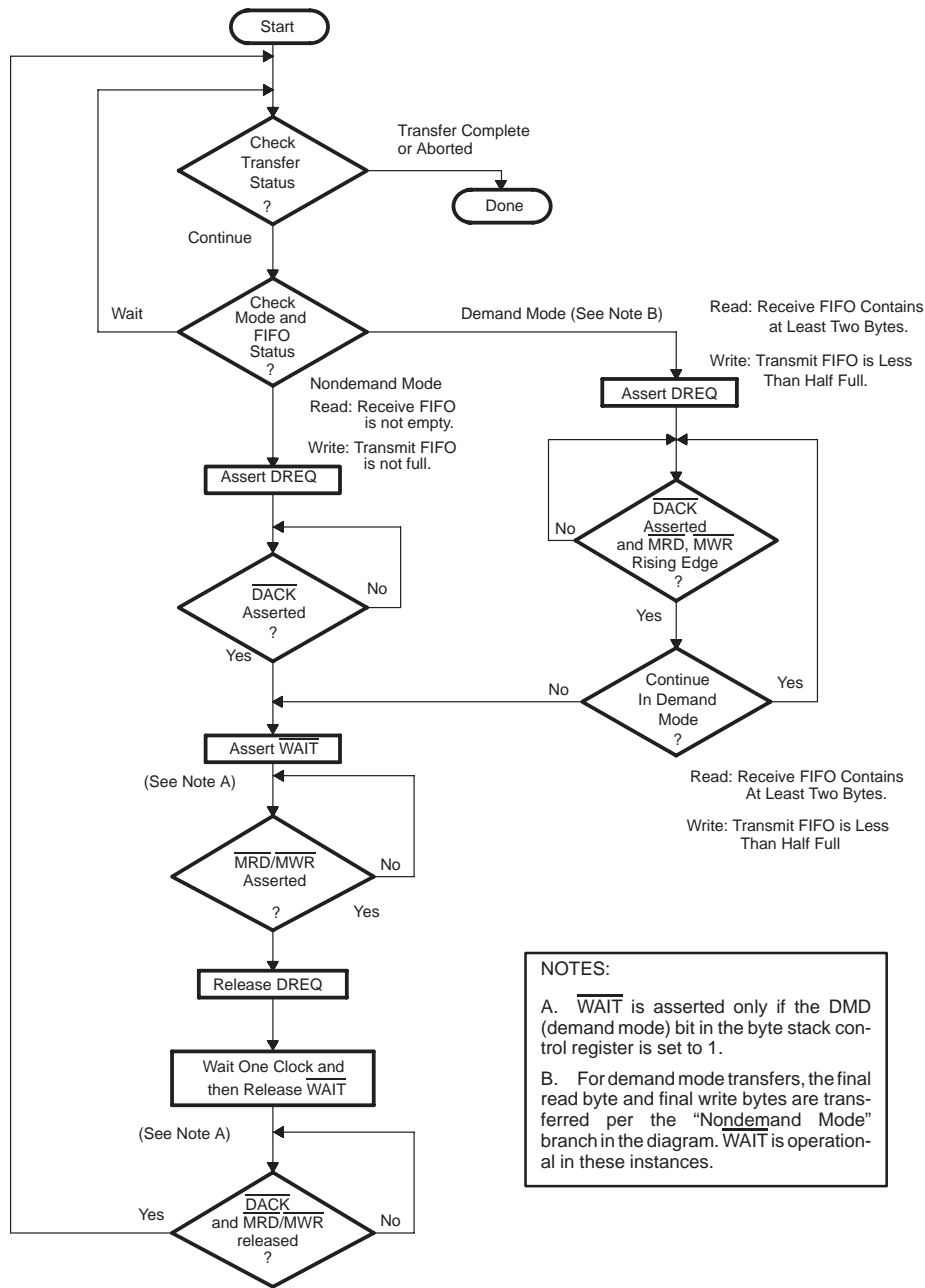 Start
Check
Transfer
Status
?
Transfer Complete
or Aborted
Done
Continue
Check
Mode and
FIFO
Status
?
Wait
Demand Mode (See Note B)
Read: Receive FIFO Contains
at Least Two Bytes.
Write: Transmit FIFO is Less
Than Half Full.
Nondemand Mode
Read: Receive FIFO
is not empty.
Write: Transmit FIFO
is not full.
Assert DREQ
Assert DREQ
DACK
Asserted
and MRD, MWR
Rising Edge
?
No
Yes
DACK
Asserted
?
No
Yes
Continue
In Demand
Mode
?
No
Yes
Read: Receive FIFO Contains
At Least Two Bytes.
Write: Transmit FIFO is Less
Than Half Full
Assert WAIT
(See Note A)
MRD/MWR
Asserted
?
No
Yes
Release DREQ
Wait One Clock and
then Release WAIT
(See Note A)
DACK
and MRD/MWR
released
?
Yes
No
NOTES:
A. WAIT is asserted only if the DMD
(demand mode) bit in the byte stack con-
trol register is set to 1.
B. For demand mode transfers, the final
read byte and final write bytes are trans-
ferred per the “Nondemand Mode”
branch in the diagram. WAIT is operation-
al in these instances.